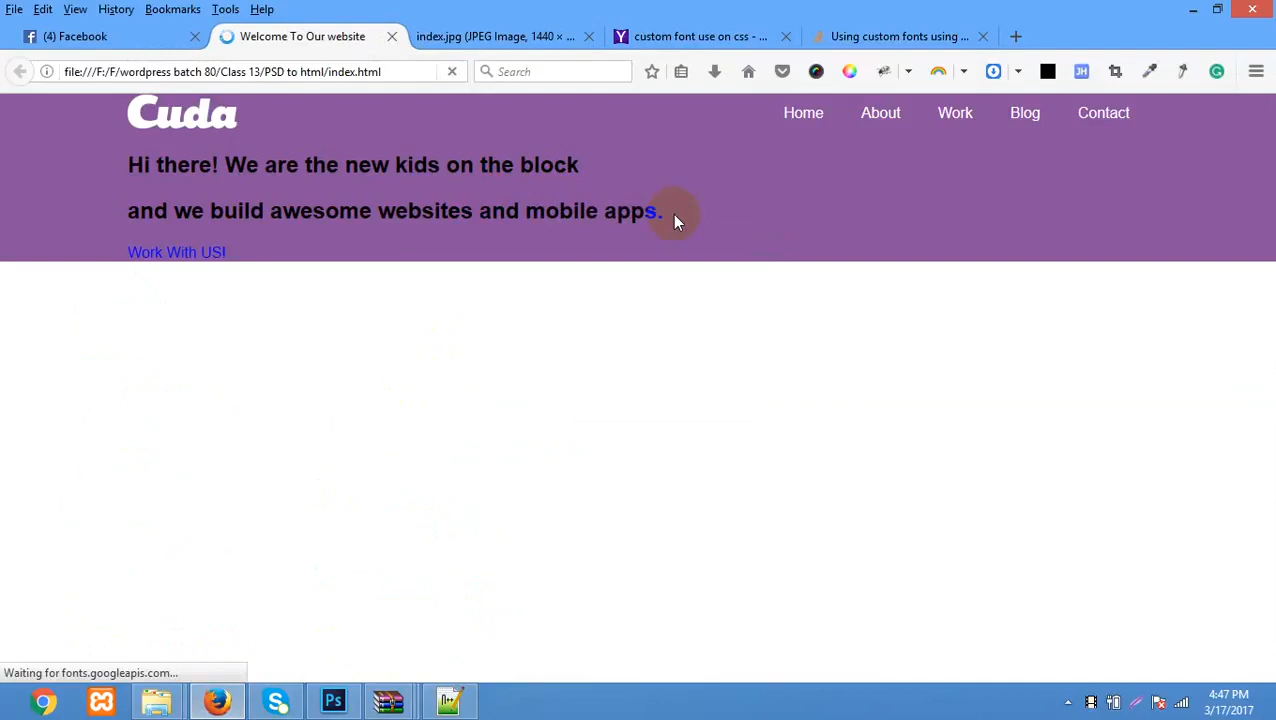 File Edit View History Bookmarks Tools Help
(4) Facebook
Welcome To Our website
index.jpg (JPEG Image, 1440 × ...
custom font use on css - ...
Using custom fonts using ...
file:///F:/F/wordpress batch 80/Class 13/PSD to html/index.html
Search
JH
Cuda
Home About Work Blog Contact
Hi there! We are the new kids on the block
and we build awesome websites and mobile apps.
Work With US!
Waiting for fonts.googleapis.com...
Ps
4:47 PM
3/17/2017